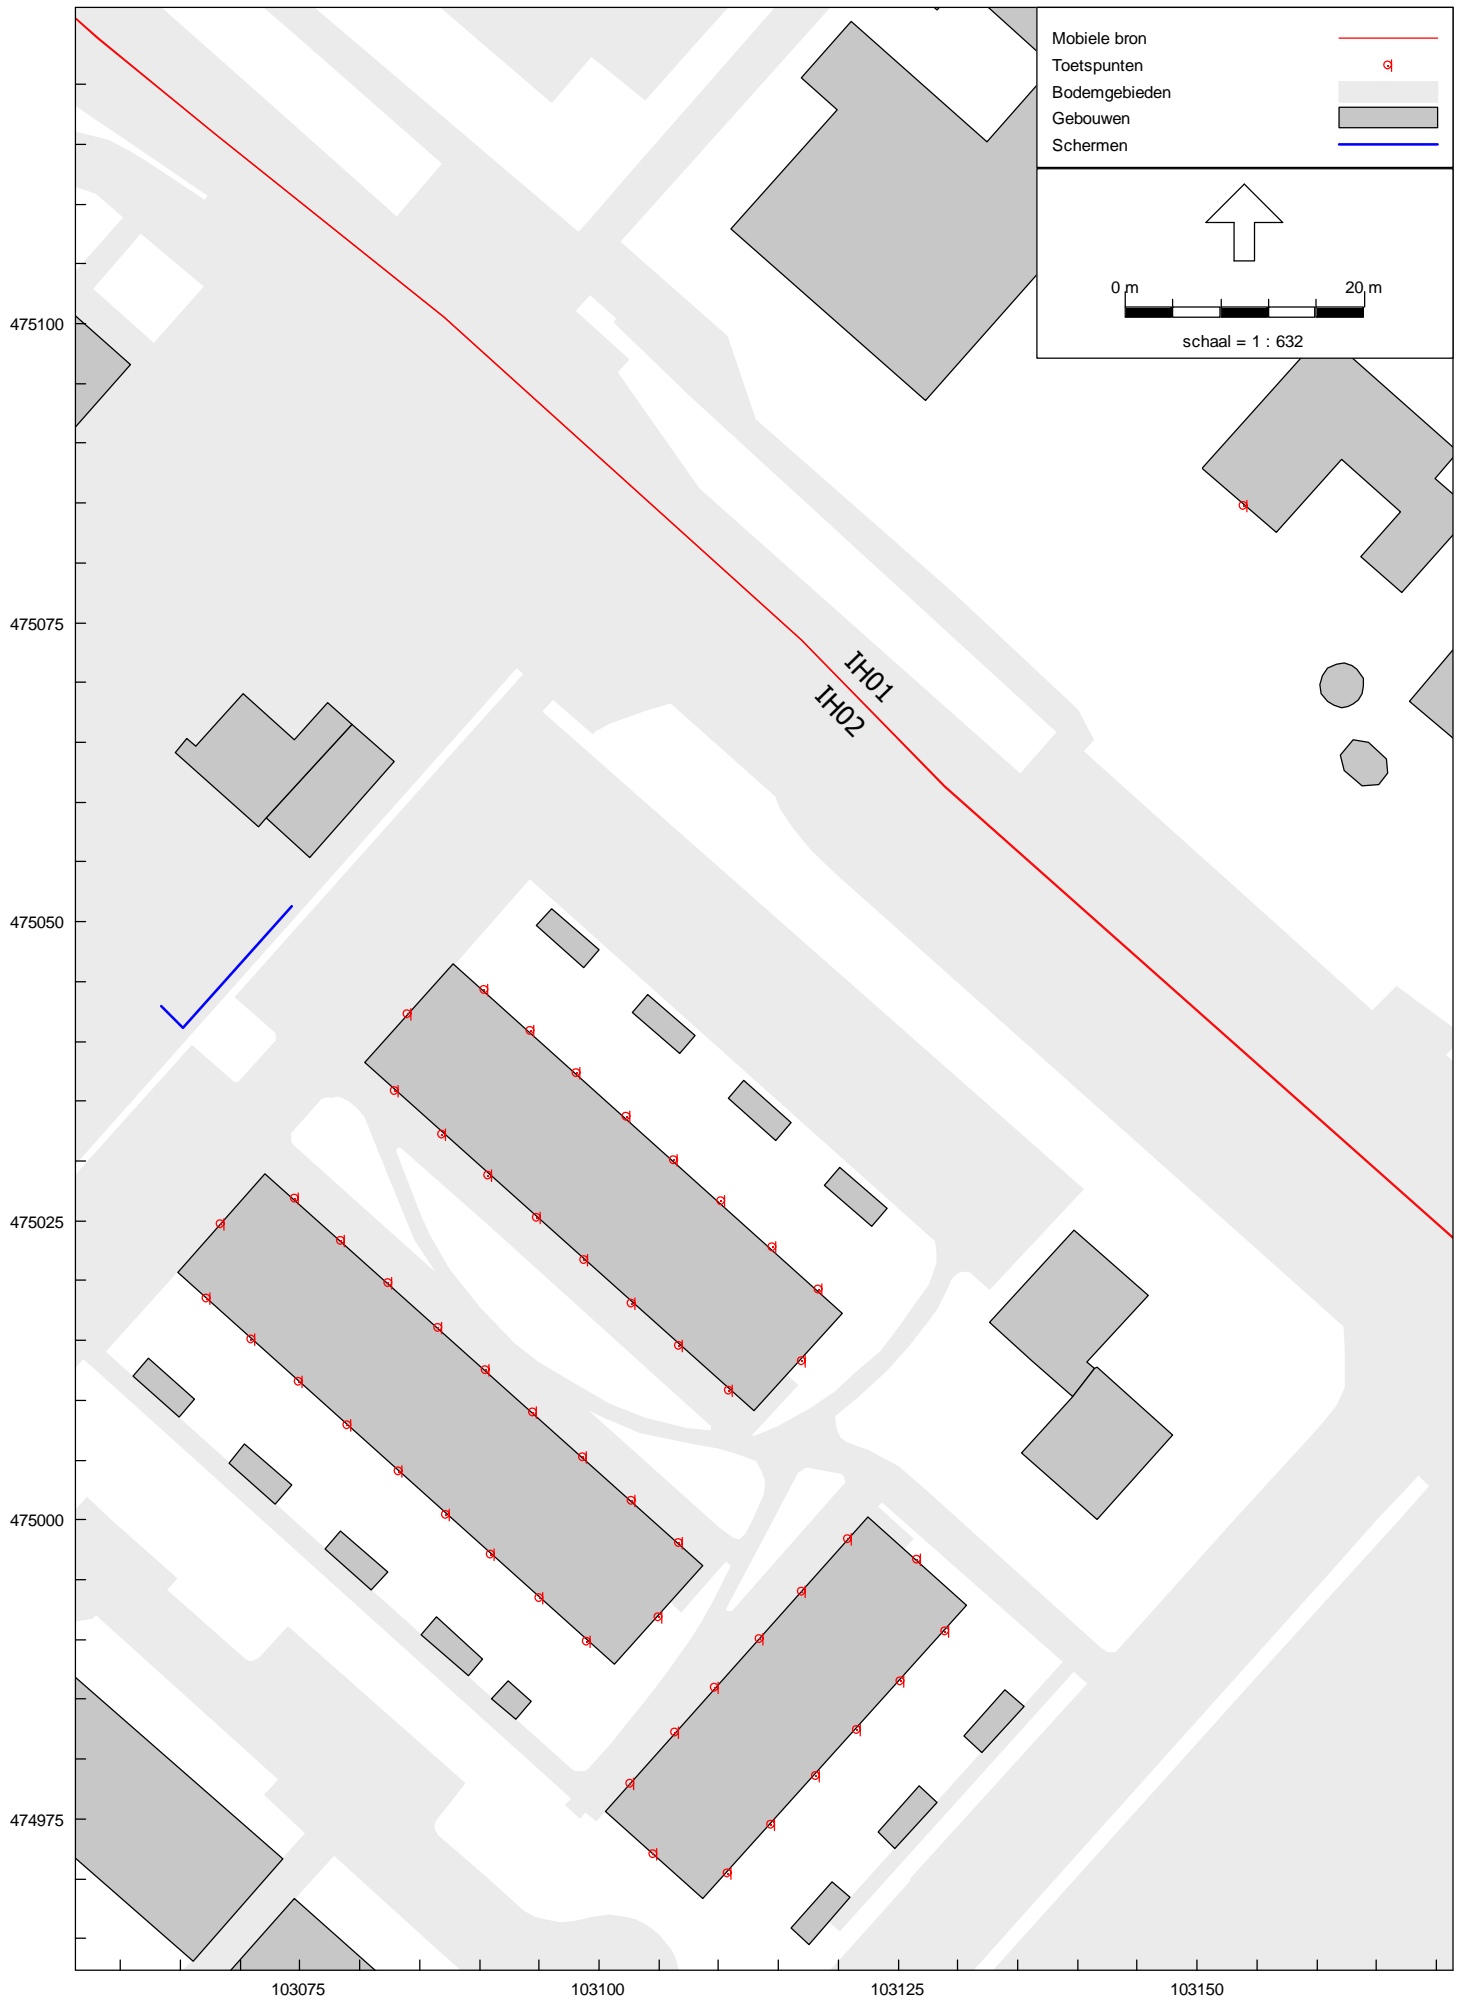 Mobiele bron
Toetspunten
Bodemgebieden
Gebouwen
Schermen
0 m 20 m
schaal = 1 : 632
475100
475075
IH01
IH02
475050
475025
475000
474975
103075 103100 103125 103150